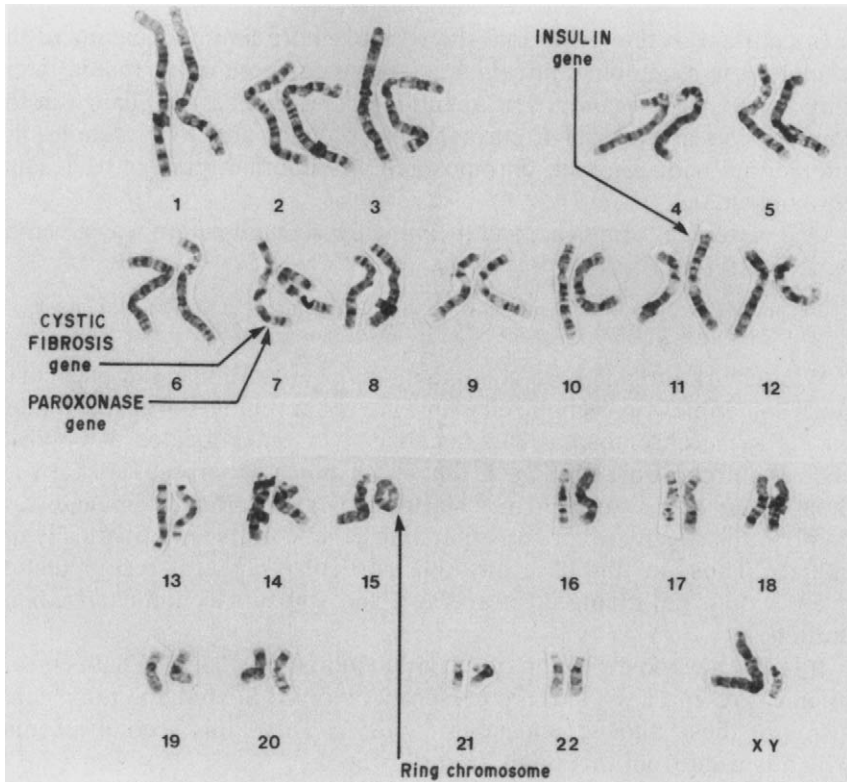 INSULIN
gene
1 2 3 4 5
CYSTIC
FIBROSIS
gene
6 7 8 9 10 11 12
PAROXONASE
gene
13 14 15 16 17 18
19 20 21 22 X Y
Ring chromosome